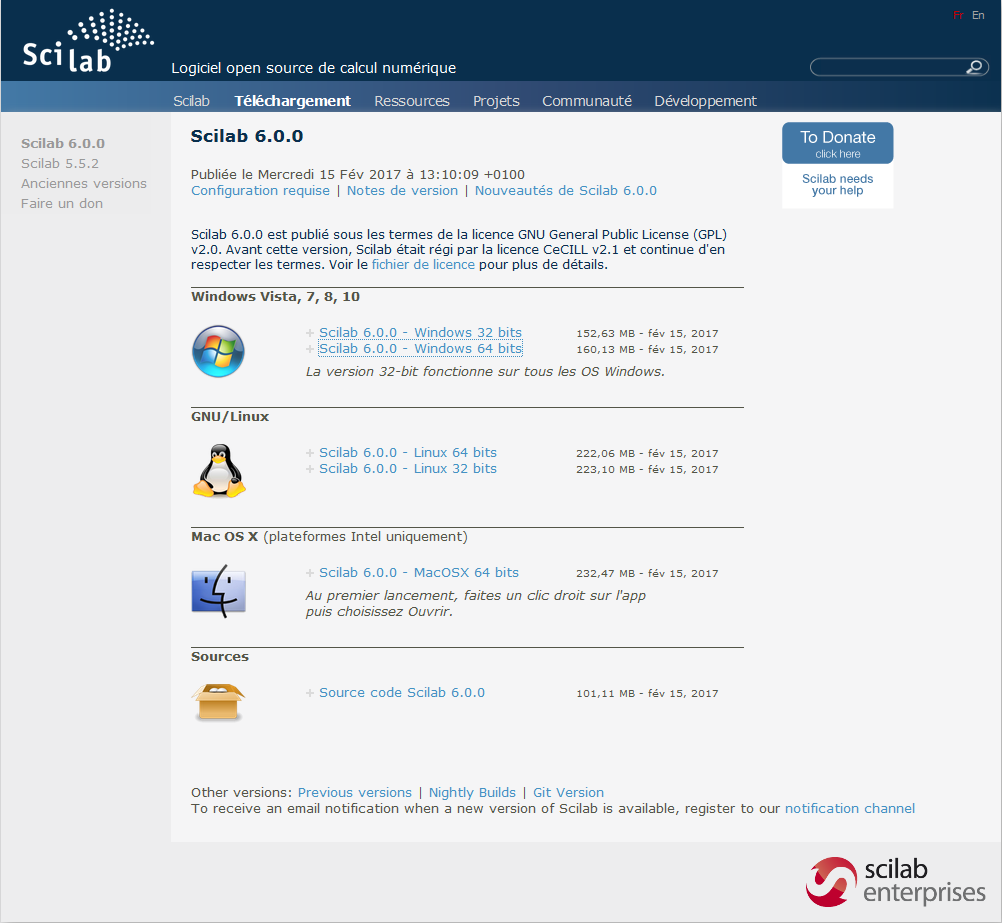 Fr En
Scilab
Logiciel open source de calcul numérique
Scilab Téléchargement Ressources Projets Communauté Développement
Scilab 6.0.0
Scilab 5.5.2
Anciennes versions
Faire un don
Scilab 6.0.0
Publiée le Mercredi 15 Fév 2017 à 13:10:09 +0100
Configuration requise | Notes de version | Nouveautés de Scilab 6.0.0
Scilab 6.0.0 est publié sous les termes de la licence GNU General Public License (GPL)
v2.0. Avant cette version, Scilab était régi par la licence CeCILL v2.1 et continue d'en
respecter les termes. Voir le fichier de licence pour plus de détails.
Windows Vista, 7, 8, 10
Scilab 6.0.0 - Windows 32 bits 152,63 MB - fév 15, 2017
Scilab 6.0.0 - Windows 64 bits 160,13 MB - fév 15, 2017
La version 32-bit fonctionne sur tous les OS Windows.
GNU/Linux
Scilab 6.0.0 - Linux 64 bits 222,06 MB - fév 15, 2017
Scilab 6.0.0 - Linux 32 bits 223,10 MB - fév 15, 2017
Mac OS X (plateformes Intel uniquement)
Scilab 6.0.0 - MacOSX 64 bits 232,47 MB - fév 15, 2017
Au premier lancement, faites un clic droit sur l'app
puis choisissez Ouvrir.
Sources
Source code Scilab 6.0.0 101,11 MB - fév 15, 2017
Other versions: Previous versions | Nightly Builds | Git Version
To receive an email notification when a new version of Scilab is available, register to our notification channel
To Donate
click here
Scilab needs
your help
scilab
enterprises